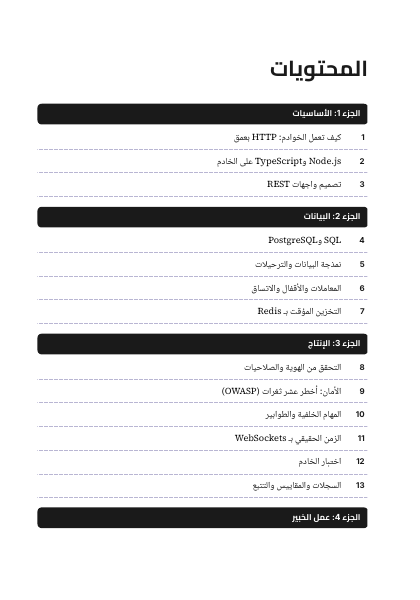 المحتويات
الجزء 1: الأساسيات
1 كيف تعمل الخوادم: HTTP بعمق
2 Node.js وTypeScript على الخادم
3 تصميم واجهات REST
الجزء 2: البيانات
4 SQL وPostgreSQL
5 نمذجة البيانات والترحيلات
6 المعاملات والأقفال والاتساق
7 التخزين المؤقت بـ Redis
الجزء 3: الإنتاج
8 التحقق من الهوية والصلاحيات
9 الأمان: أخطر عشر ثغرات (OWASP)
10 المهام الخلفية والطوابير
11 الزمن الحقيقي بـ WebSockets
12 اختبار الخادم
13 السجلات والمقاييس والتتبع
الجزء 4: عمل الخبير